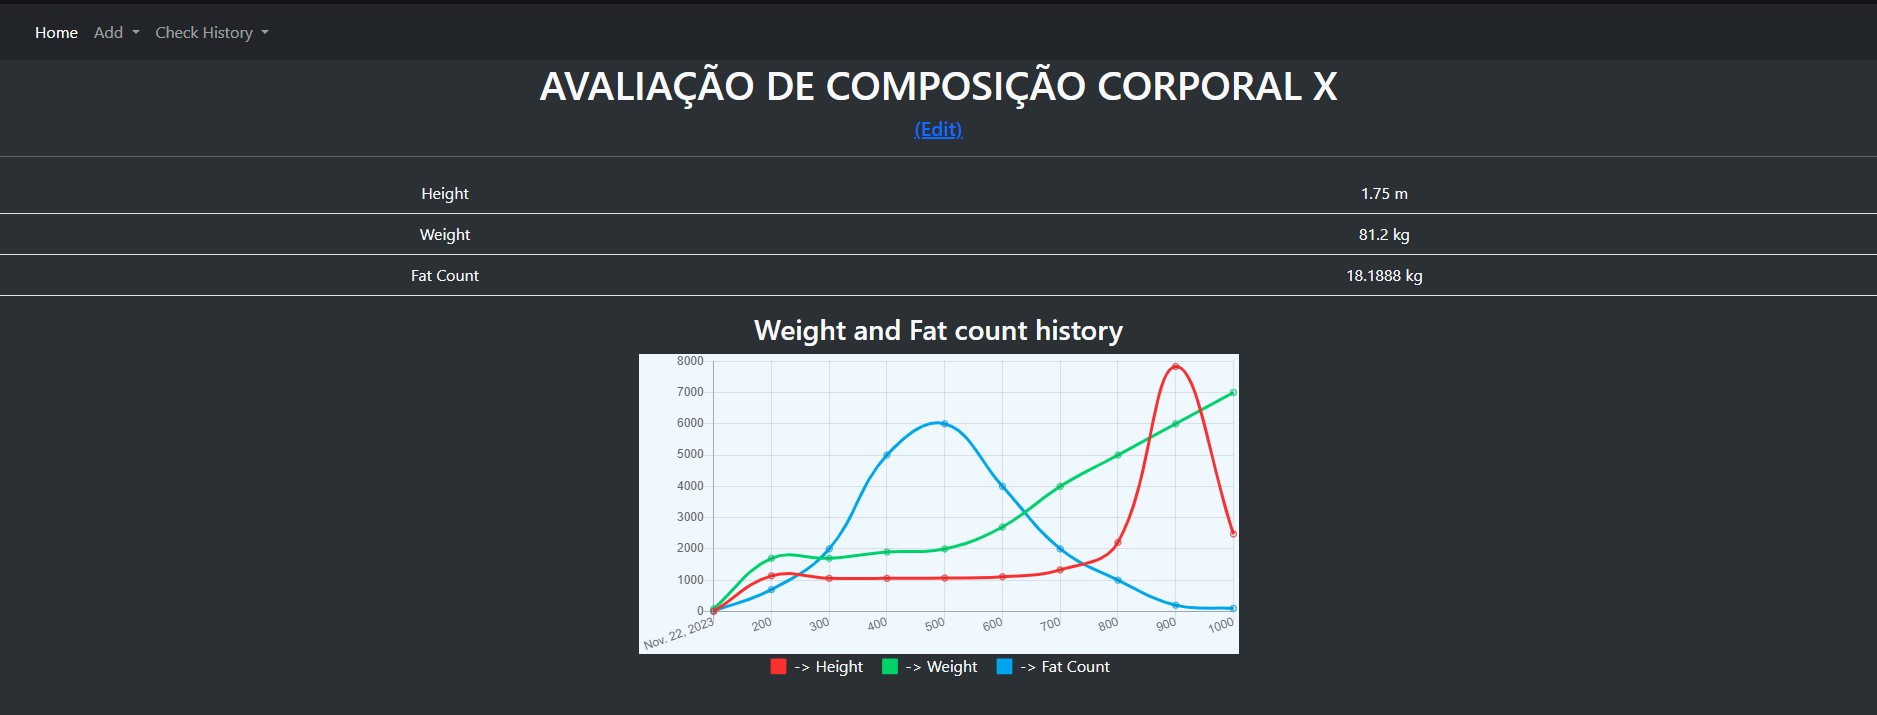 Home Add Check History
AVALIAÇÃO DE COMPOSIÇÃO CORPORAL X
(Edit)
Height 1.75 m
Weight 81.2 kg
Fat Count 18.1888 kg
Weight and Fat count history
8000
7000
6000
5000
4000
3000
2000
1000
0
Nov. 22, 2023 200 300 400 500 600 700 800 900 1000
-> Height -> Weight -> Fat Count